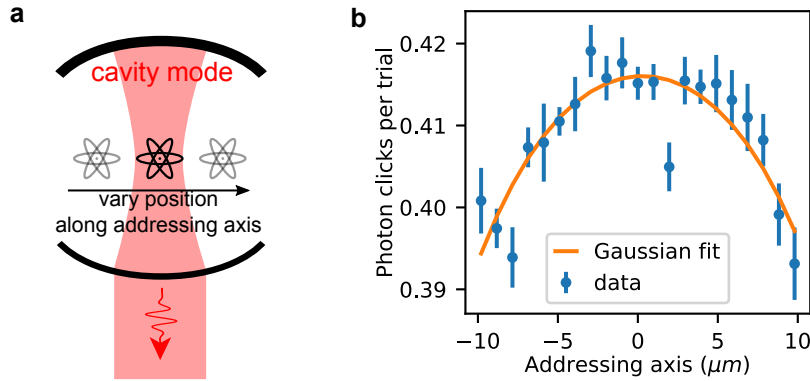 a
cavity mode
vary position
along addressing axis
b
Photon clicks per trial
0.42
0.41
0.40
0.39
Gaussian fit
data
−10
−5
0
5
10
Addressing axis (μm)